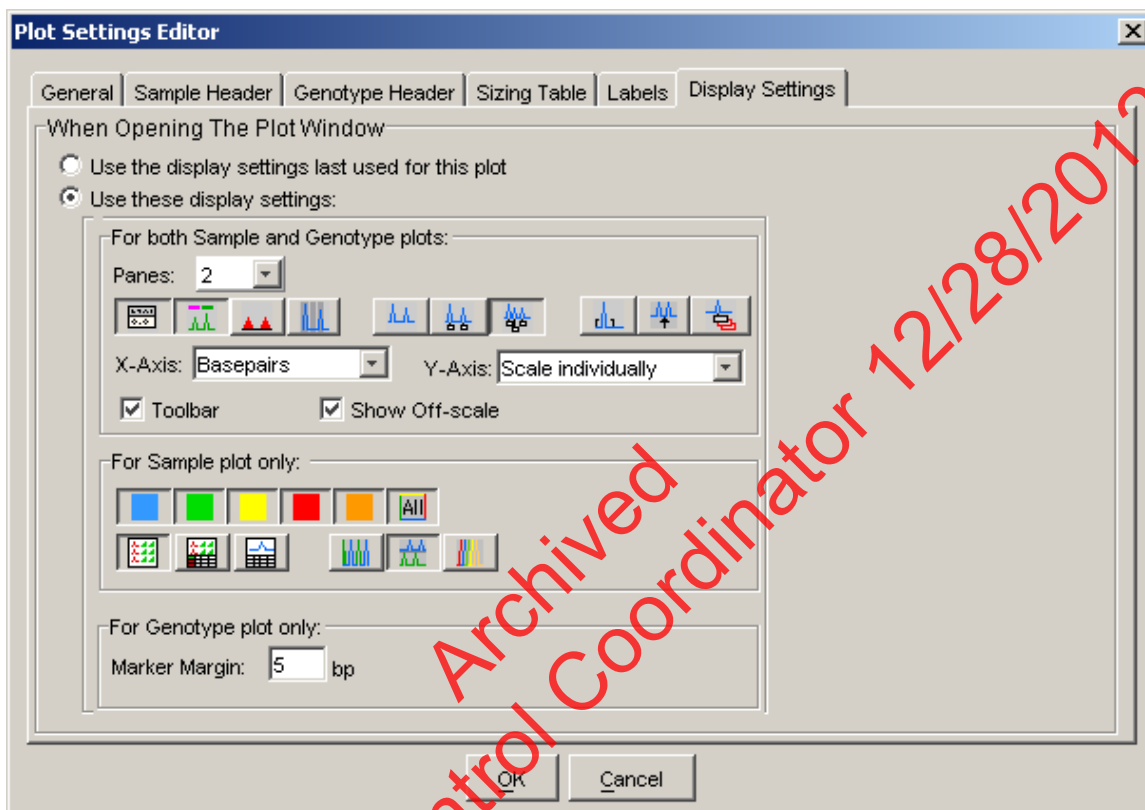 Plot Settings Editor
General Sample Header Genotype Header Sizing Table Labels Display Settings
When Opening The Plot Window
Use the display settings last used for this plot
Use these display settings:
For both Sample and Genotype plots:
Panes: 2
X-Axis: Basepairs Y-Axis: Scale individually
Toolbar Show Off-scale
For Sample plot only:
All
For Genotype plot only:
Marker Margin: 5 bp
OK Cancel
Archived
ntrol Coordinator 12/28/2012